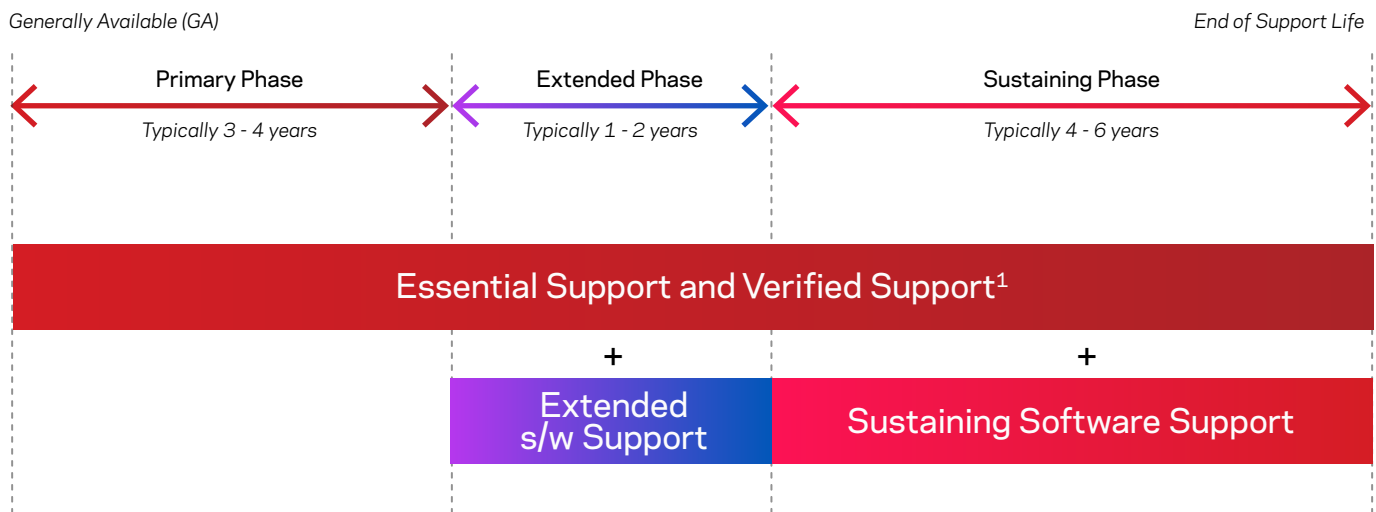 Generally Available (GA)
End of Support Life
Primary Phase
Extended Phase
Sustaining Phase
Typically 3 - 4 years
Typically 1 - 2 years
Typically 4 - 6 years
Essential Support and Verified Support¹
+
+
Extended
s/w Support
Sustaining Software Support